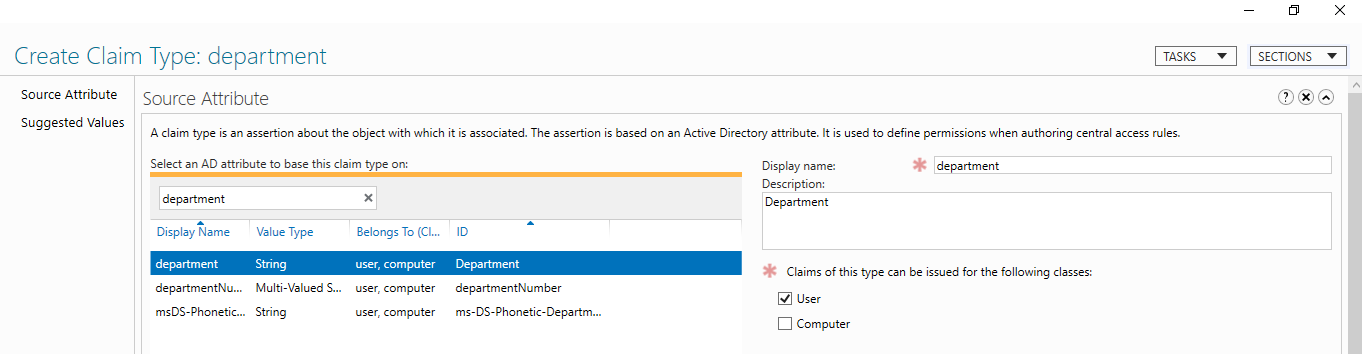 Create Claim Type: department
TASKS
SECTIONS
Source Attribute
Suggested Values
Source Attribute
A claim type is an assertion about the object with which it is associated. The assertion is based on an Active Directory attribute. It is used to define permissions when authoring central access rules.
Select an AD attribute to base this claim type on:
department
Display Name Value Type Belongs To (Cl... ID
department String user, computer Department
departmentNu... Multi-Valued S... user, computer departmentNumber
msDS-Phonetic... String user, computer ms-DS-Phonetic-Departm...
Display name: department
Description:
Department
Claims of this type can be issued for the following classes:
User
Computer